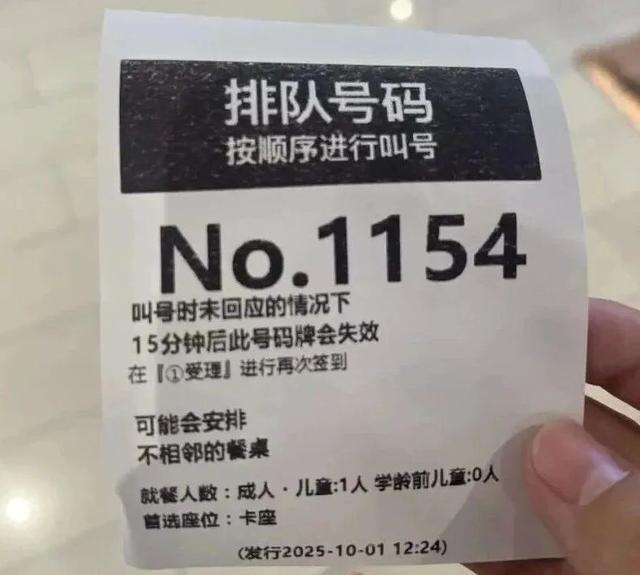 排队号码
按顺序进行叫号
No.1154
叫号时未回应的情况下
15分钟后此号码牌会失效
在『①受理』进行再次签到
可能会安排
不相邻的餐桌
就餐人数：成人·儿童:1人 学龄前儿童:0人
首选座位：卡座
(发行2025-10-01 12:24)